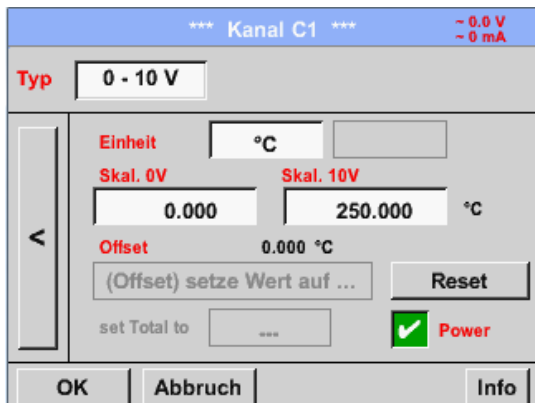 *** Kanal C1 ***
~ 0.0 V
~ 0 mA
Typ 0 - 10 V
Einheit °C
Skal. 0V Skal. 10V
0.000 250.000 °C
<
Offset 0.000 °C
(Offset) setze Wert auf ... Reset
set Total to --- Power
OK Abbruch Info